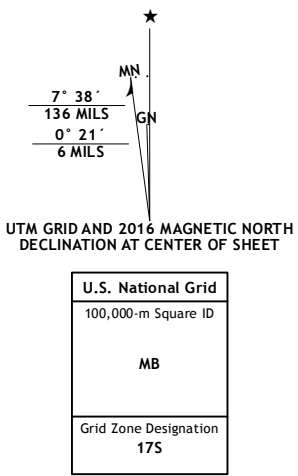 ★
MN
7° 38´
136 MILS
GN
0° 21´
6 MILS
UTM GRID AND 2016 MAGNETIC NORTH
DECLINATION AT CENTER OF SHEET
U.S. National Grid
100,000-m Square ID
MB
Grid Zone Designation
17S